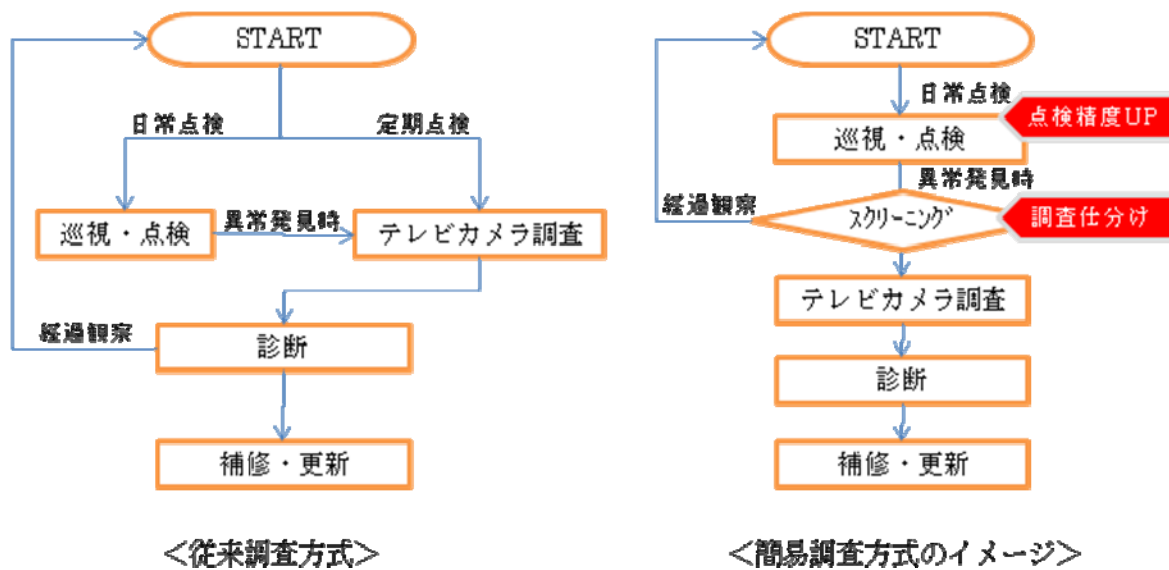 START
日常点検
定期点検
巡視・点検
異常発見時
テレビカメラ調査
経過観察
診断
補修・更新
<従来調査方式>
START
日常点検
点検精度UP
巡視・点検
異常発見時
経過観察
スクリーニング
調査仕分け
テレビカメラ調査
診断
補修・更新
<簡易調査方式のイメージ>